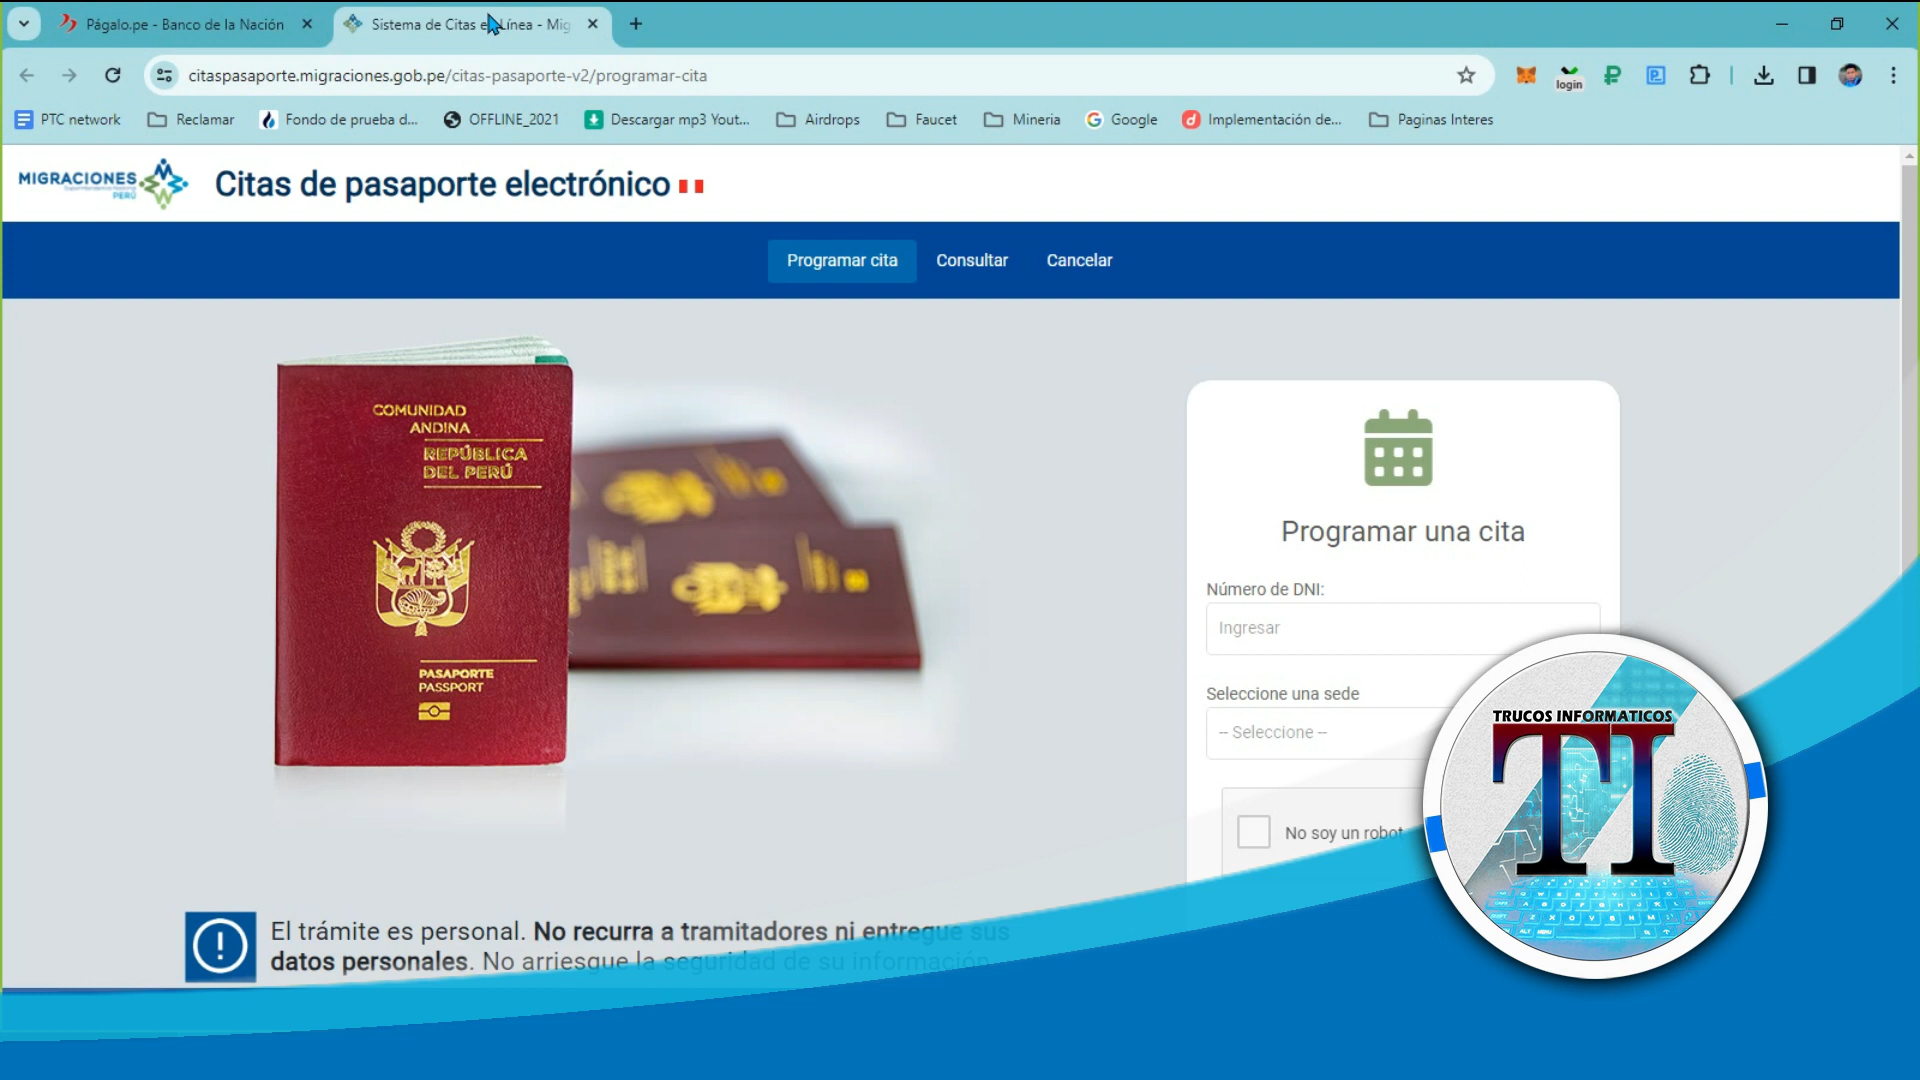 Págalo.pe - Banco de la Nación
Sistema de Citas en Línea - Mig
citaspasaporte.migraciones.gob.pe/citas-pasaporte-v2/programar-cita
login
PTC network
Reclamar
Fondo de prueba d...
OFFLINE_2021
Descargar mp3 Yout...
Airdrops
Faucet
Mineria
Google
Implementación de...
Paginas Interes
MIGRACIONES
PERÚ
Citas de pasaporte electrónico
Programar cita
Consultar
Cancelar
COMUNIDAD
ANDINA
REPÚBLICA
DEL PERÚ
PASAPORTE
PASSPORT
Programar una cita
Número de DNI:
Ingresar
Seleccione una sede
-- Seleccione --
No soy un robot
TRUCOS INFORMATICOS
TI
El trámite es personal. No recurra a tramitadores ni entregue sus
datos personales. No arriesgue la seguridad de su información